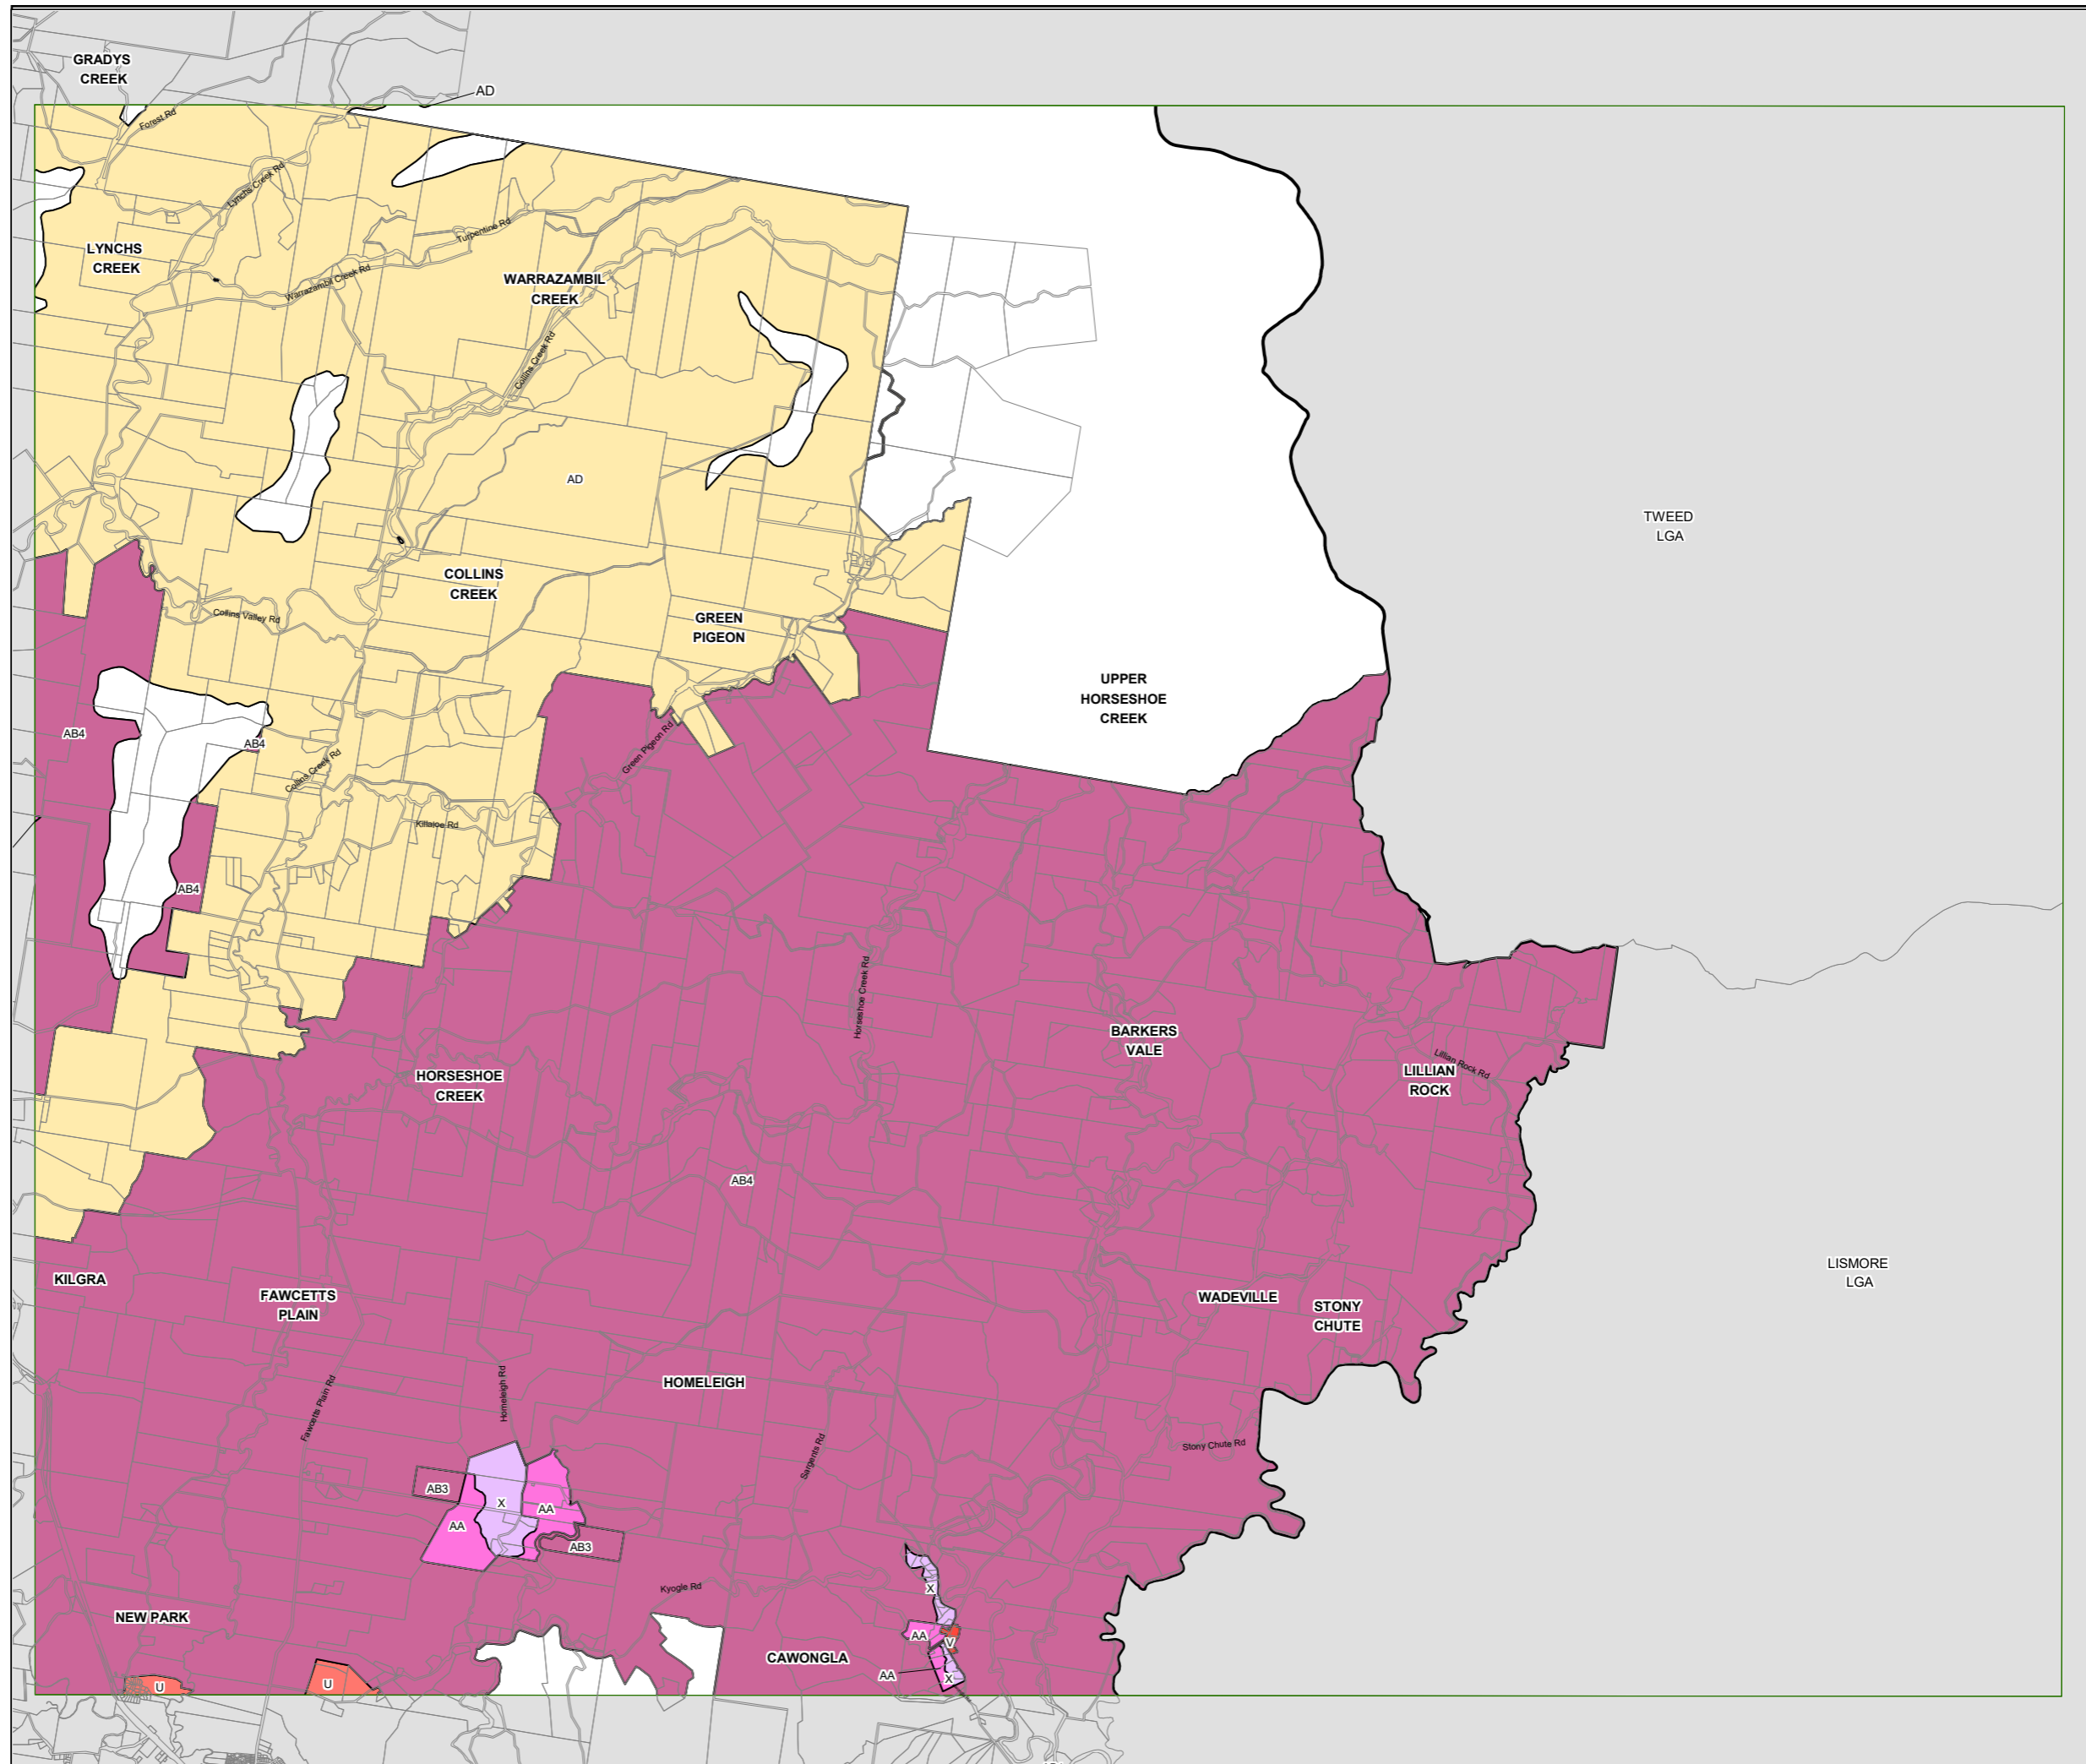 GRADYS
CREEK
AD
Forest Rd
Lynchs Creek Rd
Turpentine Rd
LYNCHS
CREEK
Warrazambil Creek Rd
WARRAZAMBIL
CREEK
Collins Creek Rd
AD
TWEED
LGA
COLLINS
CREEK
Collins Valley Rd
GREEN
PIGEON
UPPER
HORSESHOE
CREEK
AB4
AB4
Green Pigeon Rd
Collins Creek Rd
Killaloe Rd
AB4
Horseshoe Creek Rd
BARKERS
VALE
Lillian Rock Rd
LILLIAN
ROCK
HORSESHOE
CREEK
AB4
LISMORE
LGA
KILGRA
FAWCETTS
PLAIN
WADEVILLE
STONY
CHUTE
HOMELEIGH
Homeleigh Rd
Fawcetts Plain Rd
Sargents Rd
Stony Chute Rd
AB3
X
AA
AA
AB3
Kyogle Rd
X
NEW PARK
AA
V
CAWONGLA
AA
X
U
U